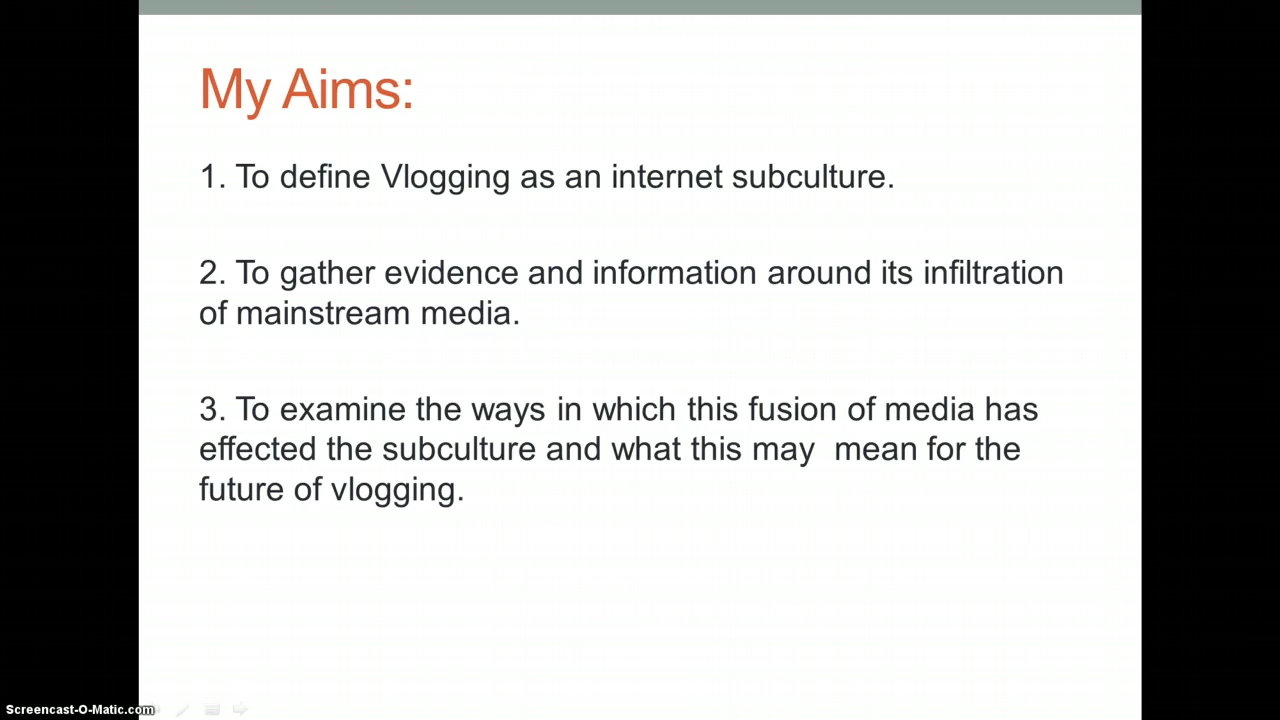 My Aims:
1. To define Vlogging as an internet subculture.
2. To gather evidence and information around its infiltration
of mainstream media.
3. To examine the ways in which this fusion of media has
effected the subculture and what this may  mean for the
future of vlogging.
Screencast-O-Matic.com